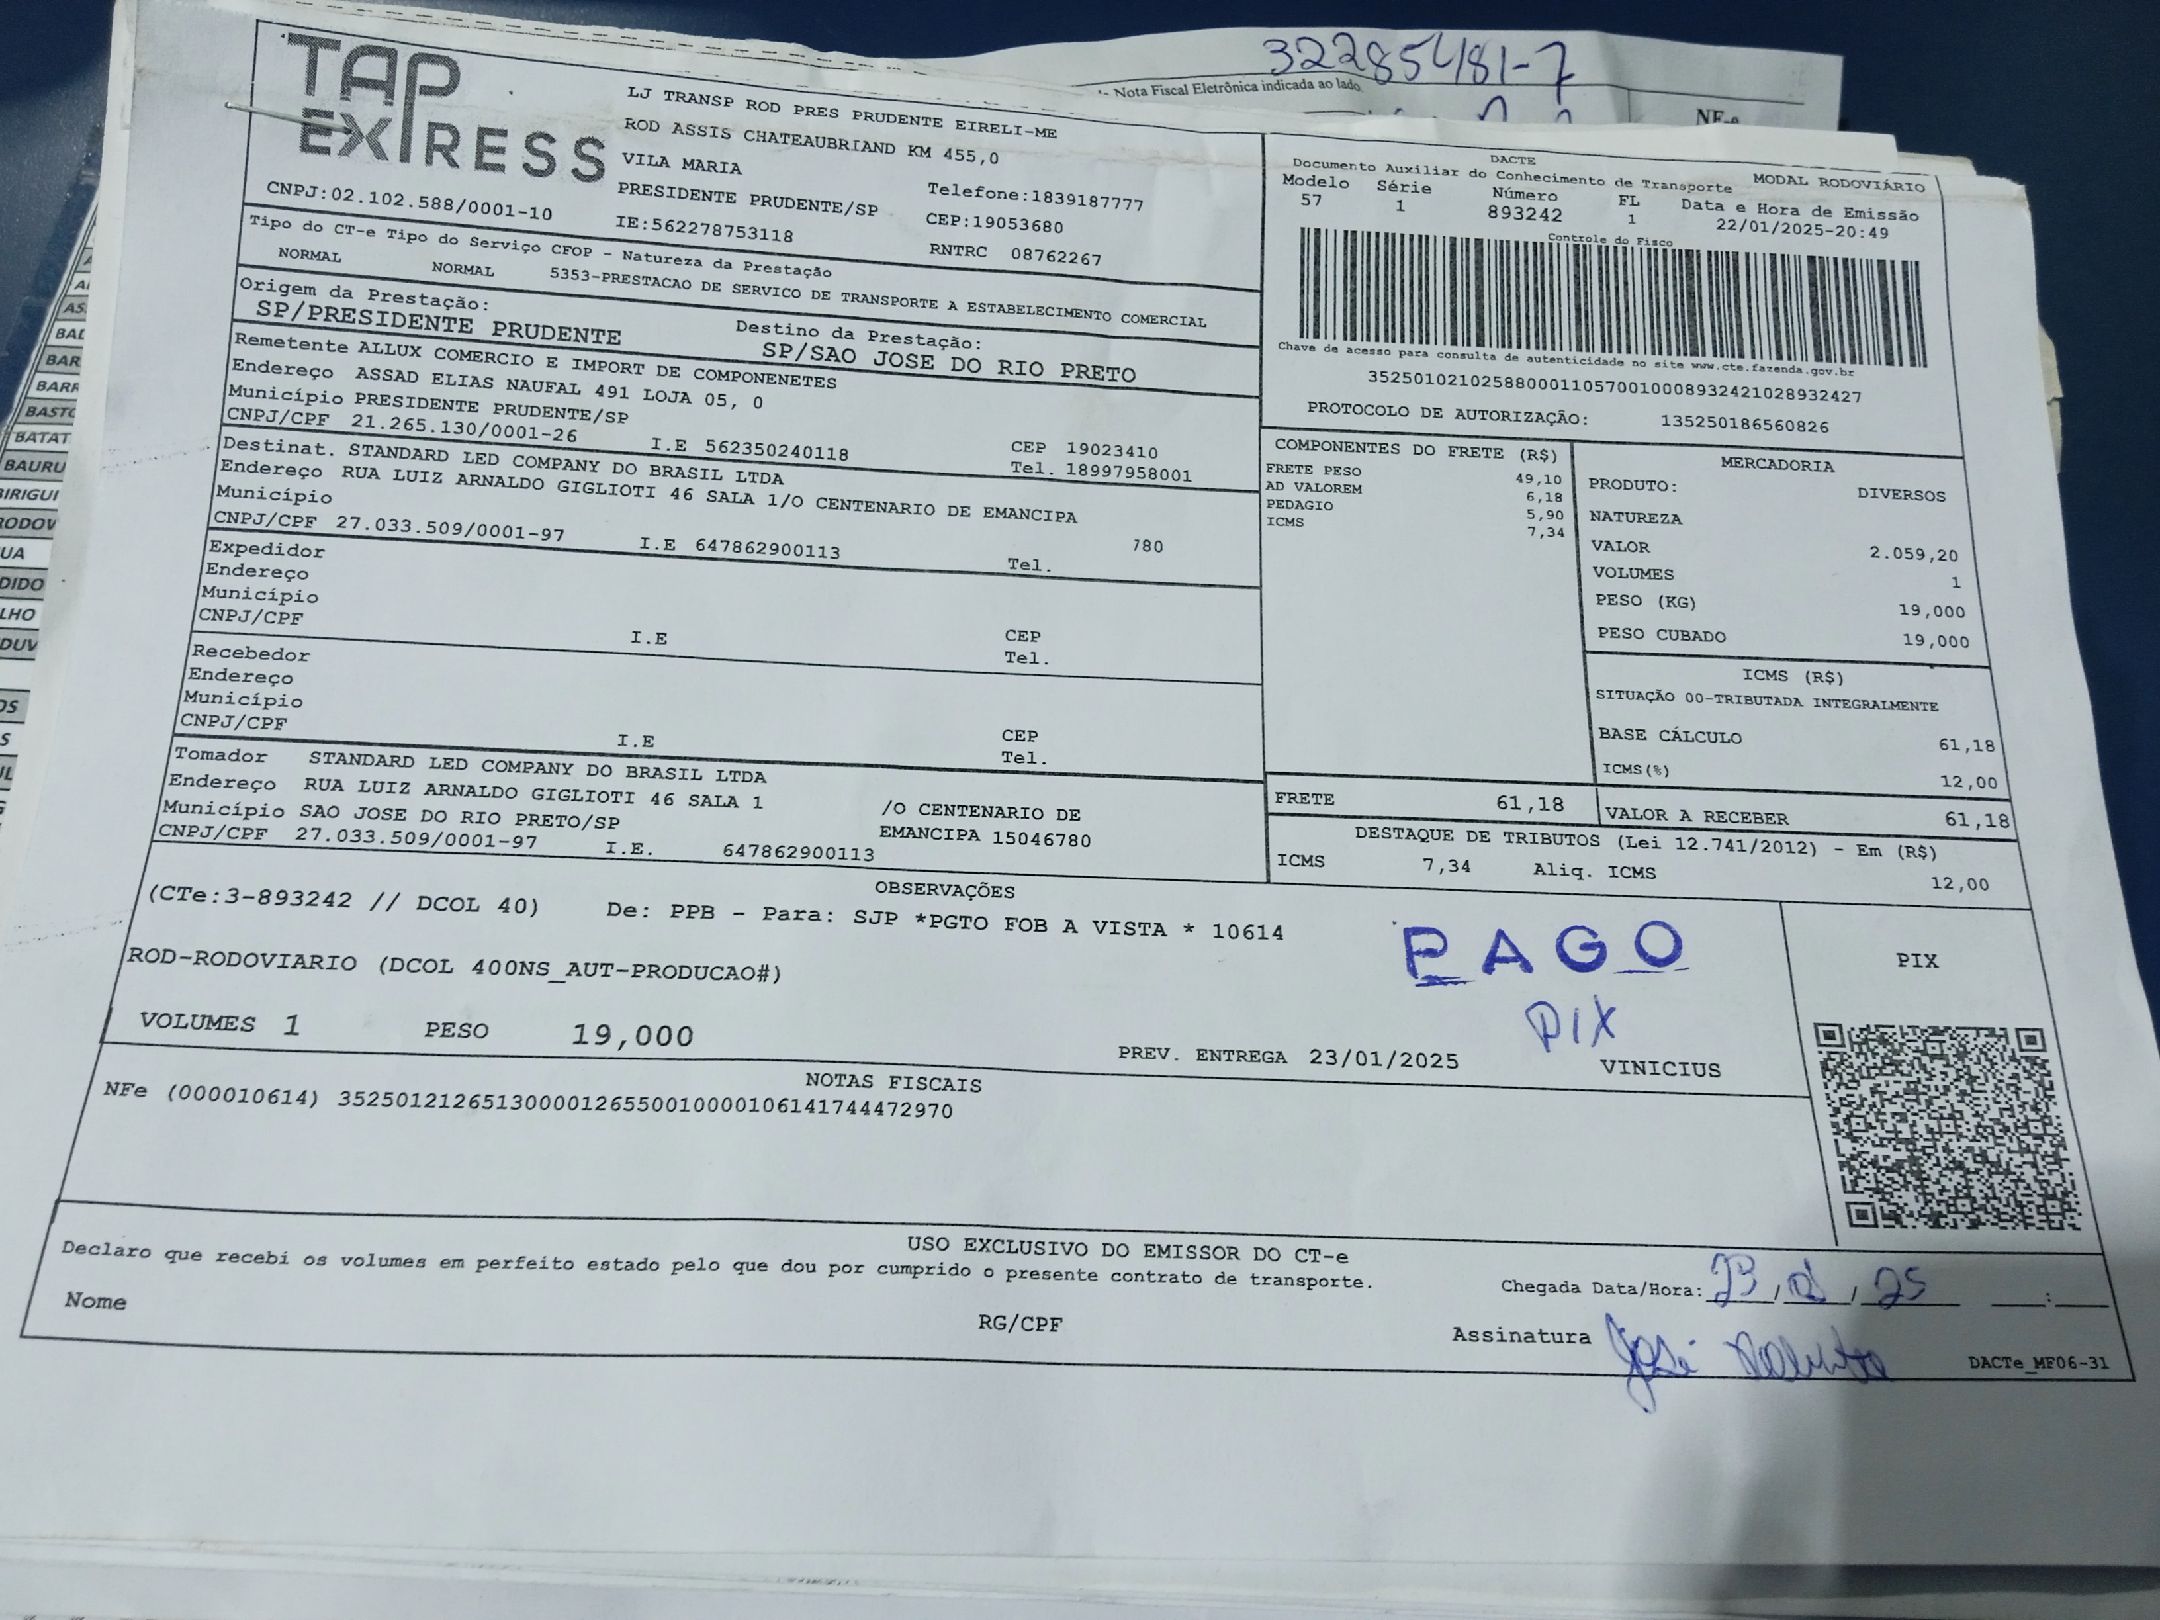 322854181-7
- Nota Fiscal Eletrônica indicada ao lado.
NF-e
TAP
EXPRESS
CNPJ:02.102.588/0001-10
LJ TRANSP ROD PRES PRUDENTE EIRELI-ME
ROD ASSIS CHATEAUBRIAND KM 455,0
VILA MARIA
PRESIDENTE PRUDENTE/SP Telefone:1839187777
IE:562278753118 CEP:19053680
RNTRC 08762267
Tipo do CT-e Tipo do Serviço CFOP - Natureza da Prestação
NORMAL NORMAL 5353-PRESTACAO DE SERVICO DE TRANSPORTE A ESTABELECIMENTO COMERCIAL
Origem da Prestação: Destino da Prestação:
SP/PRESIDENTE PRUDENTE SP/SAO JOSE DO RIO PRETO
Remetente ALLUX COMERCIO E IMPORT DE COMPONENETES
Endereço ASSAD ELIAS NAUFAL 491 LOJA 05, 0
Município PRESIDENTE PRUDENTE/SP CEP 19023410
CNPJ/CPF 21.265.130/0001-26 I.E 562350240118 Tel. 18997958001
Destinat. STANDARD LED COMPANY DO BRASIL LTDA
Endereço RUA LUIZ ARNALDO GIGLIOTI 46 SALA 1/O CENTENARIO DE EMANCIPA
Município 780
CNPJ/CPF 27.033.509/0001-97 I.E 647862900113 Tel.
Expedidor
Endereço
Município CEP
CNPJ/CPF I.E Tel.
Recebedor
Endereço
Município CEP
CNPJ/CPF I.E Tel.
Tomador STANDARD LED COMPANY DO BRASIL LTDA
Endereço RUA LUIZ ARNALDO GIGLIOTI 46 SALA 1 /O CENTENARIO DE
Município SAO JOSE DO RIO PRETO/SP EMANCIPA 15046780
CNPJ/CPF 27.033.509/0001-97 I.E. 647862900113
DACTE
Documento Auxiliar do Conhecimento de Transporte MODAL RODOVIÁRIO
Modelo Série Número FL Data e Hora de Emissão
57 1 893242 1 22/01/2025-20:49
Controle do Fisco
Chave de acesso para consulta de autenticidade no site www.cte.fazenda.gov.br
35250102102588000110570010008932421028932427
PROTOCOLO DE AUTORIZAÇÃO: 135250186560826
COMPONENTES DO FRETE (R$)
FRETE PESO 49,10
AD VALOREM 6,18
PEDAGIO 5,90
ICMS 7,34
MERCADORIA
PRODUTO: DIVERSOS
NATUREZA
VALOR 2.059,20
VOLUMES 1
PESO (KG) 19,000
PESO CUBADO 19,000
ICMS (R$)
SITUAÇÃO 00-TRIBUTADA INTEGRALMENTE
BASE CÁLCULO 61,18
ICMS(%) 12,00
FRETE 61,18 VALOR A RECEBER 61,18
DESTAQUE DE TRIBUTOS (Lei 12.741/2012) - Em (R$)
ICMS 7,34 Aliq. ICMS 12,00
OBSERVAÇÕES
(CTe:3-893242 // DCOL 40) De: PPB - Para: SJP *PGTO FOB A VISTA * 10614
ROD-RODOVIARIO (DCOL 400NS_AUT-PRODUCAO#)
PAGO
PIX
PIX
VOLUMES 1 PESO 19,000 PREV. ENTREGA 23/01/2025 VINICIUS
NOTAS FISCAIS
NFe (000010614) 35250121265130000126550010000106141744472970
USO EXCLUSIVO DO EMISSOR DO CT-e
Declaro que recebi os volumes em perfeito estado pelo que dou por cumprido o presente contrato de transporte.
Chegada Data/Hora: 23, 01, 25 :
Nome RG/CPF Assinatura José
DACTe_MF06-31
BAR
BARR
BASTO
BATAT
BAURU
BIRIGUI
RODOV
UA
DIDO
LHO
DUV
OS
S
UL